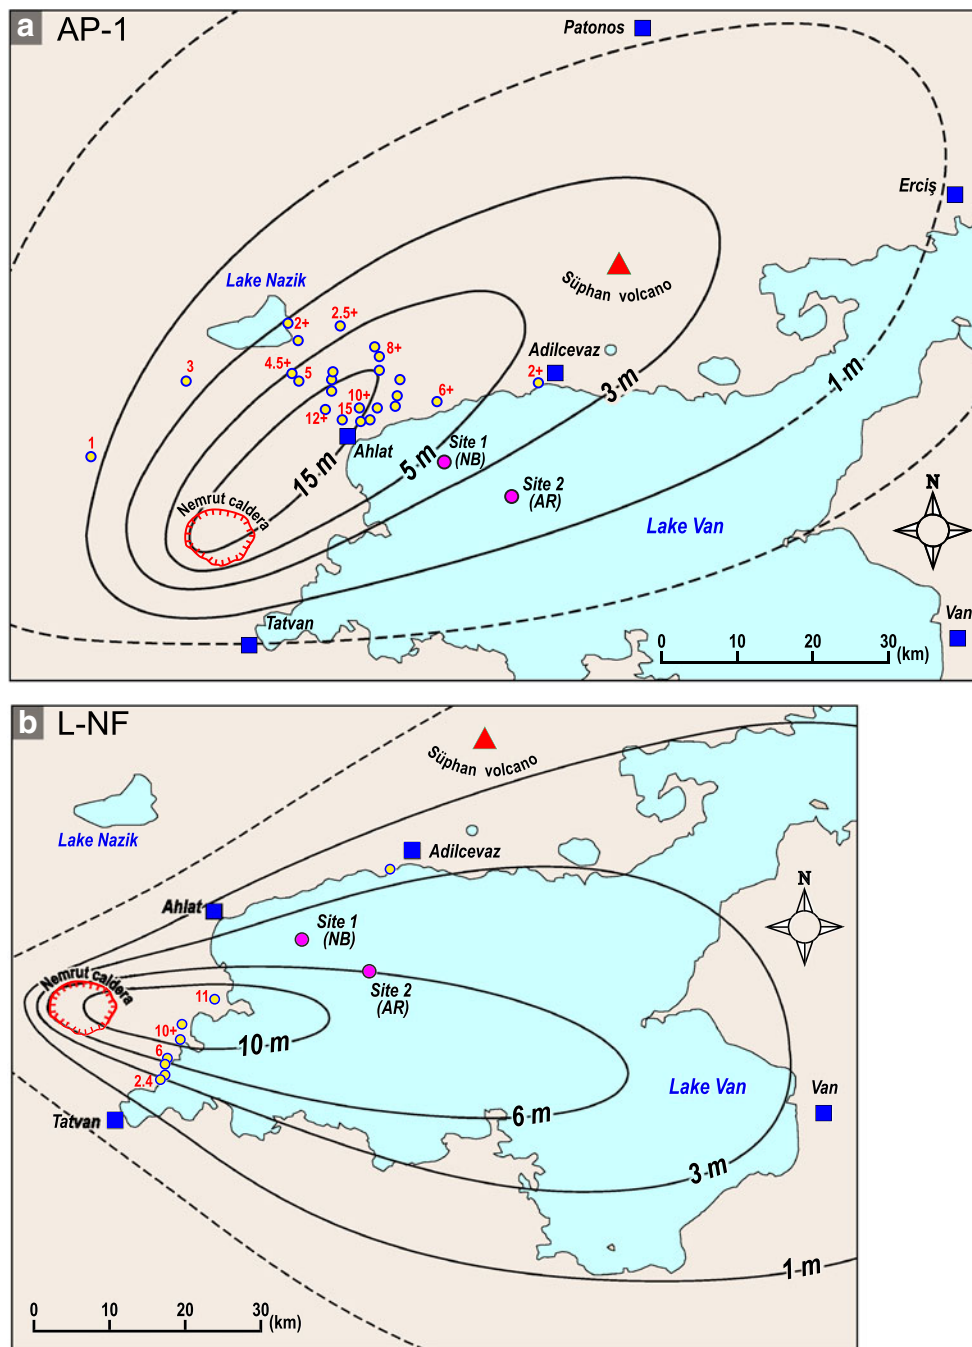 a AP-1
Patonos
Erciş
Lake Nazik
Süphan volcano
2+
2.5+
8+
Adilcevaz
3
4.5+
5
2+
3 m
1 m
10+
6+
12+
15
1
Ahlat
Site 1
(NB)
5 m
15 m
Site 2
(AR)
Nemrut caldera
N
Lake Van
Tatvan
Van
0 10 20 30 (km)
b L-NF
Süphan volcano
Lake Nazik
Adilcevaz
N
Ahlat
Site 1
(NB)
Nemrut caldera
Site 2
(AR)
11
10+
10 m
6
2.4
Lake Van
Van
Tatvan
6 m
3 m
1 m
0 10 20 30 (km)